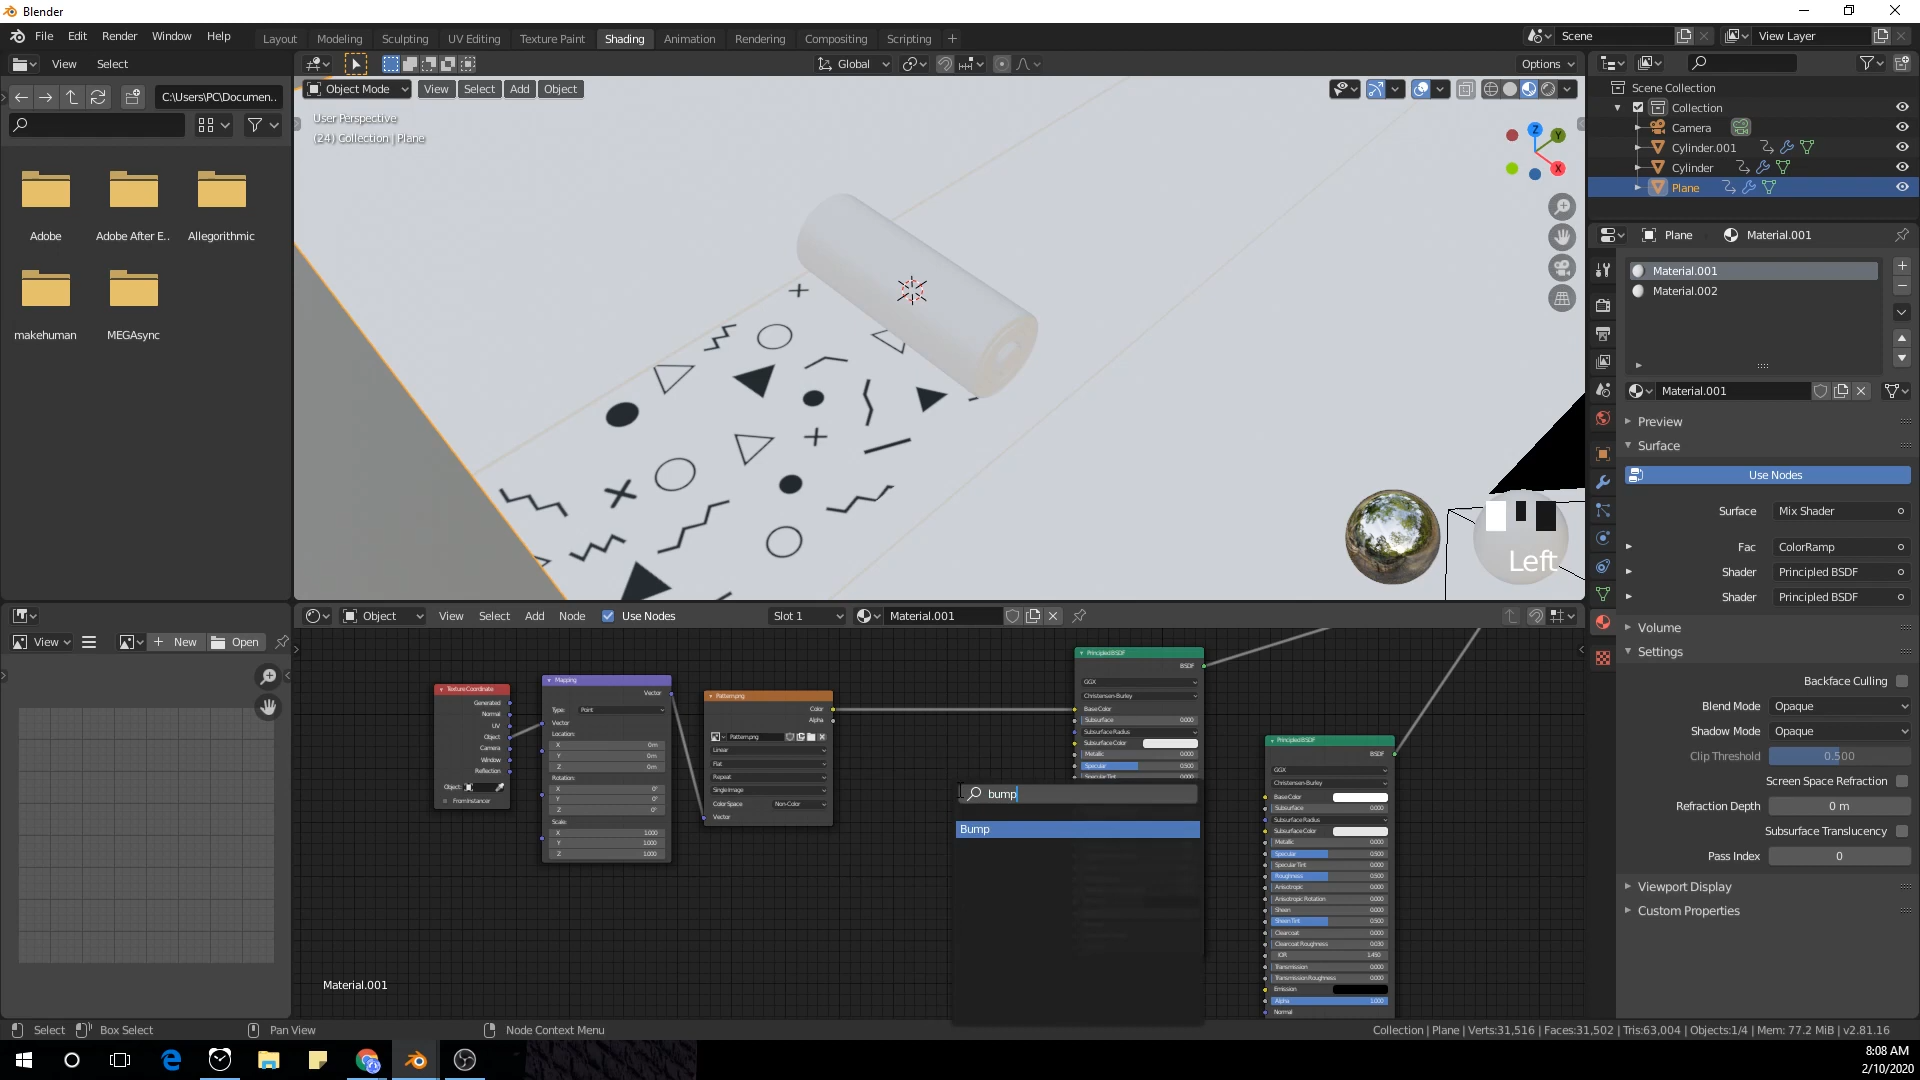 Blender
File Edit Render Window Help
Layout Modeling Sculpting UV Editing Texture Paint Shading Animation Rendering Compositing Scripting
Scene
View Layer
View Select
Global
Options
C:\Users\PC\Documen..
Object Mode View Select Add Object
User Perspective
(24) Collection | Plane
Z
Y
X
Adobe
Adobe After E..
Allegorithmic
makehuman
MEGAsync
Left
Scene Collection
Collection
Camera
Cylinder.001
Cylinder
Plane
Plane Material.001
Material.001
Material.002
Material.001
Preview
Surface
Use Nodes
Surface Mix Shader
Fac ColorRamp
Shader Principled BSDF
Shader Principled BSDF
Volume
Settings
Backface Culling
Blend Mode Opaque
Shadow Mode Opaque
Clip Threshold 0.500
Screen Space Refraction
Refraction Depth 0 m
Subsurface Translucency
Pass Index 0
Viewport Display
Custom Properties
View New Open
Object View Select Add Node Use Nodes Slot 1 Material.001
Texture Coordinate
Generated
Normal
UV
Object
Camera
Window
Reflection
Object:
From Instancer
Mapping
Vector
Type: Point
Vector
Location:
X 0 m
Y 0 m
Z 0 m
Rotation:
X 0°
Y 0°
Z 0°
Scale:
X 1.000
Y 1.000
Z 1.000
Pattern.png
Color
Alpha
Pattern.png
Linear
Flat
Repeat
Single Image
Color Space Non-Color
Vector
Principled BSDF
BSDF
GGX
Christensen-Burley
Base Color
Subsurface 0.000
Subsurface Radius
Subsurface Color
Metallic 0.000
Specular 0.500
Specular Tint 0.000
bump
Bump
Principled BSDF
BSDF
GGX
Christensen-Burley
Base Color
Subsurface 0.000
Subsurface Radius
Subsurface Color
Metallic 0.000
Specular 0.500
Specular Tint 0.000
Roughness 0.500
Anisotropic 0.000
Anisotropic Rotation 0.000
Sheen 0.000
Sheen Tint 0.500
Clearcoat 0.000
Clearcoat Roughness 0.030
IOR 1.450
Transmission 0.000
Transmission Roughness 0.000
Emission
Alpha 1.000
Normal
Material.001
Select Box Select Pan View Node Context Menu
Collection | Plane | Verts:31,516 | Faces:31,502 | Tris:63,004 | Objects:1/4 | Mem: 77.2 MiB | v2.81.16
8:08 AM
2/10/2020